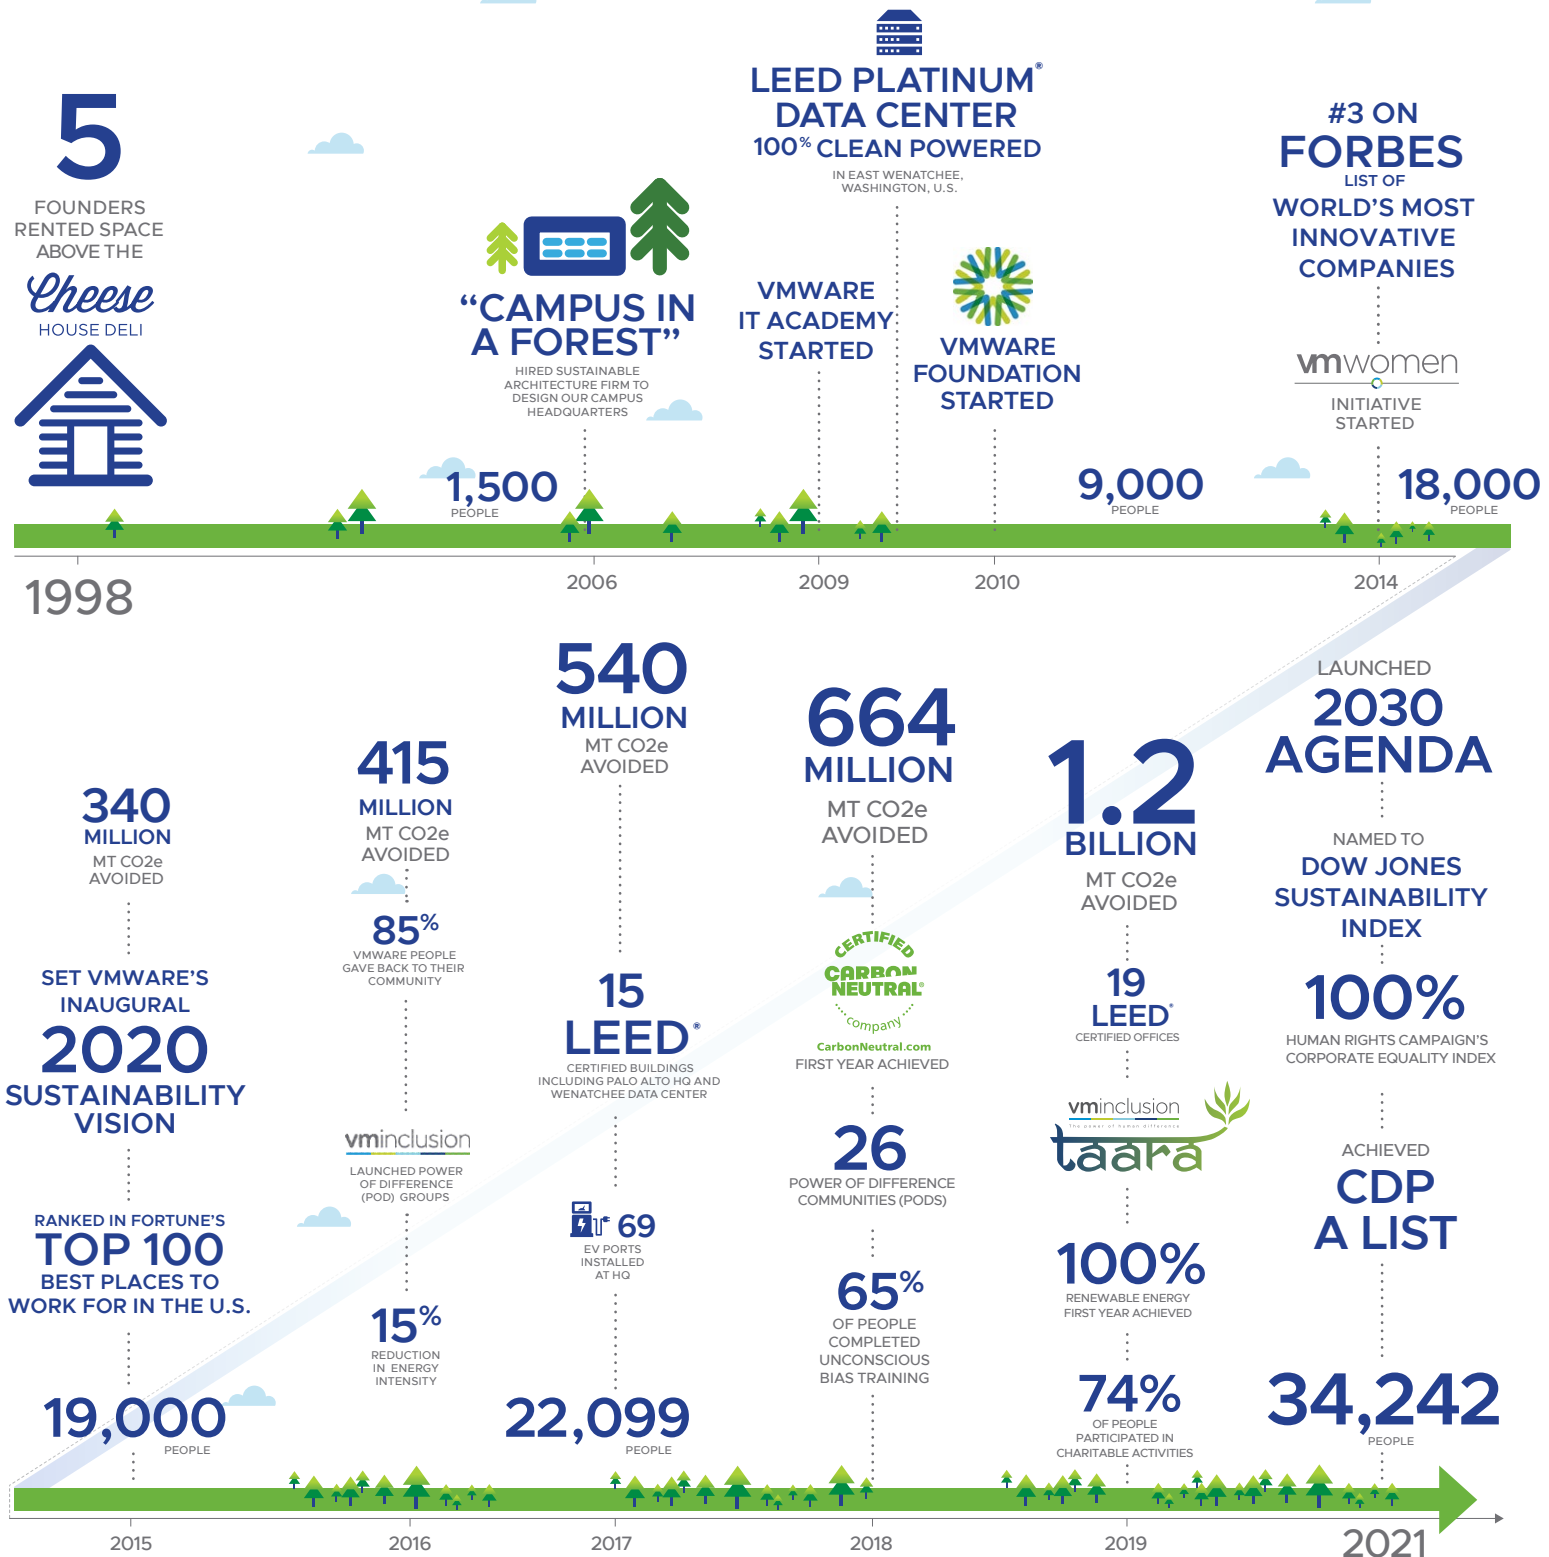 5
FOUNDERS
RENTED SPACE
ABOVE THE
Cheese
HOUSE DELI
“CAMPUS IN
A FOREST”
HIRED SUSTAINABLE
ARCHITECTURE FIRM TO
DESIGN OUR CAMPUS
HEADQUARTERS
1,500
PEOPLE
LEED PLATINUM®
DATA CENTER
100% CLEAN POWERED
IN EAST WENATCHEE,
WASHINGTON, U.S.
VMWARE
IT ACADEMY
STARTED
VMWARE
FOUNDATION
STARTED
9,000
PEOPLE
#3 ON
FORBES
LIST OF
WORLD’S MOST
INNOVATIVE
COMPANIES
vmwomen
INITIATIVE
STARTED
18,000
PEOPLE
1998
2006
2009
2010
2014
340
MILLION
MT CO2e
AVOIDED
SET VMWARE’S
INAUGURAL
2020
SUSTAINABILITY
VISION
RANKED IN FORTUNE’S
TOP 100
BEST PLACES TO
WORK FOR IN THE U.S.
19,000
PEOPLE
415
MILLION
MT CO2e
AVOIDED
85%
VMWARE PEOPLE
GAVE BACK TO THEIR
COMMUNITY
vminclusion
LAUNCHED POWER
OF DIFFERENCE
(POD) GROUPS
15%
REDUCTION
IN ENERGY
INTENSITY
540
MILLION
MT CO2e
AVOIDED
15
LEED®
CERTIFIED BUILDINGS
INCLUDING PALO ALTO HQ AND
WENATCHEE DATA CENTER
69
EV PORTS
INSTALLED
AT HQ
22,099
PEOPLE
664
MILLION
MT CO2e
AVOIDED
CERTIFIED
CARBON
NEUTRAL®
company
CarbonNeutral.com
FIRST YEAR ACHIEVED
26
POWER OF DIFFERENCE
COMMUNITIES (PODS)
65%
OF PEOPLE
COMPLETED
UNCONSCIOUS
BIAS TRAINING
1.2
BILLION
MT CO2e
AVOIDED
19
LEED®
CERTIFIED OFFICES
vminclusion
The power of human difference
taara
100%
RENEWABLE ENERGY
FIRST YEAR ACHIEVED
74%
OF PEOPLE
PARTICIPATED IN
CHARITABLE ACTIVITIES
LAUNCHED
2030
AGENDA
NAMED TO
DOW JONES
SUSTAINABILITY
INDEX
100%
HUMAN RIGHTS CAMPAIGN’S
CORPORATE EQUALITY INDEX
ACHIEVED
CDP
A LIST
34,242
PEOPLE
2015
2016
2017
2018
2019
2021